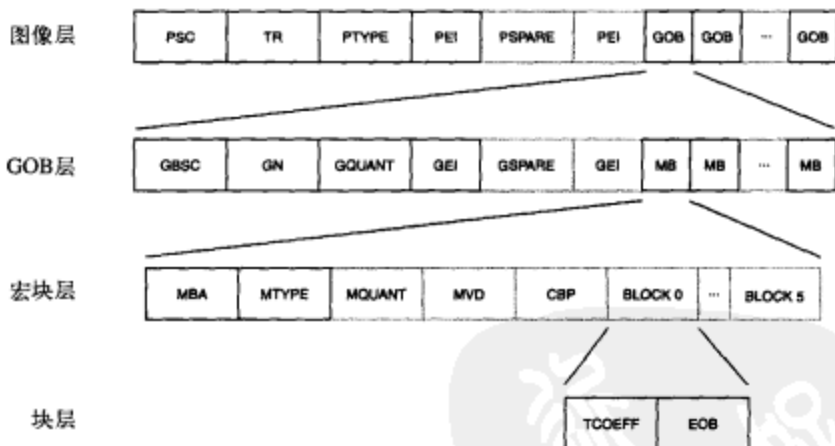 图像层 PSC TR PTYPE PEI PSPARE PEI GOB GOB ... GOB
GOB层 GBSC GN GQUANT GEI GSPARE GEI MB MB ... MB
宏块层 MBA MTYPE MQUANT MVD CBP BLOCK 0 ... BLOCK 5
块层 TCOEFF EOB